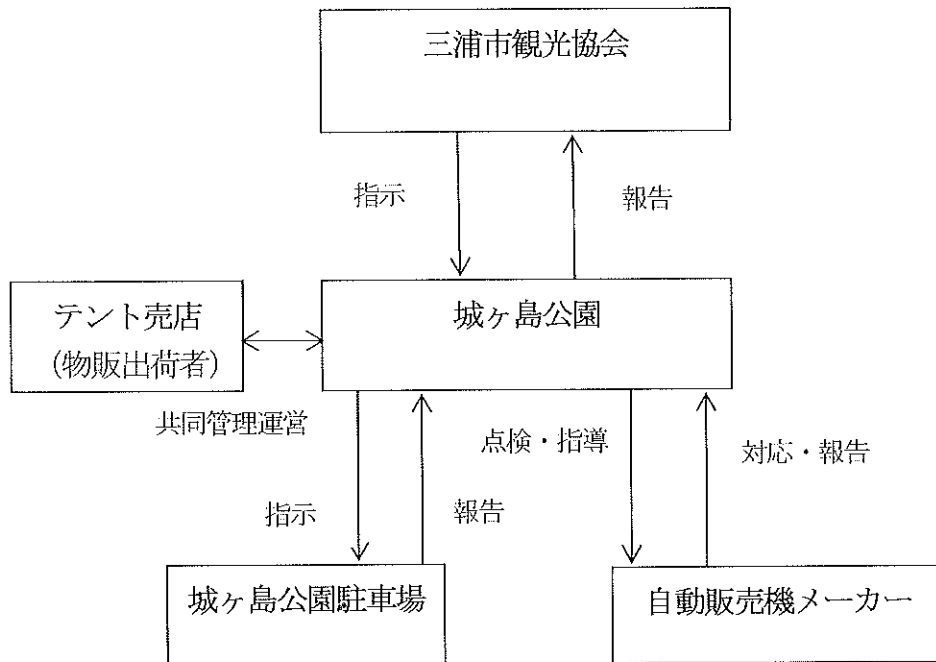 三浦市観光協会
指示
報告
テント売店
(物販出荷者)
城ヶ島公園
共同管理運営
点検・指導
対応・報告
指示
報告
城ヶ島公園駐車場
自動販売機メーカー